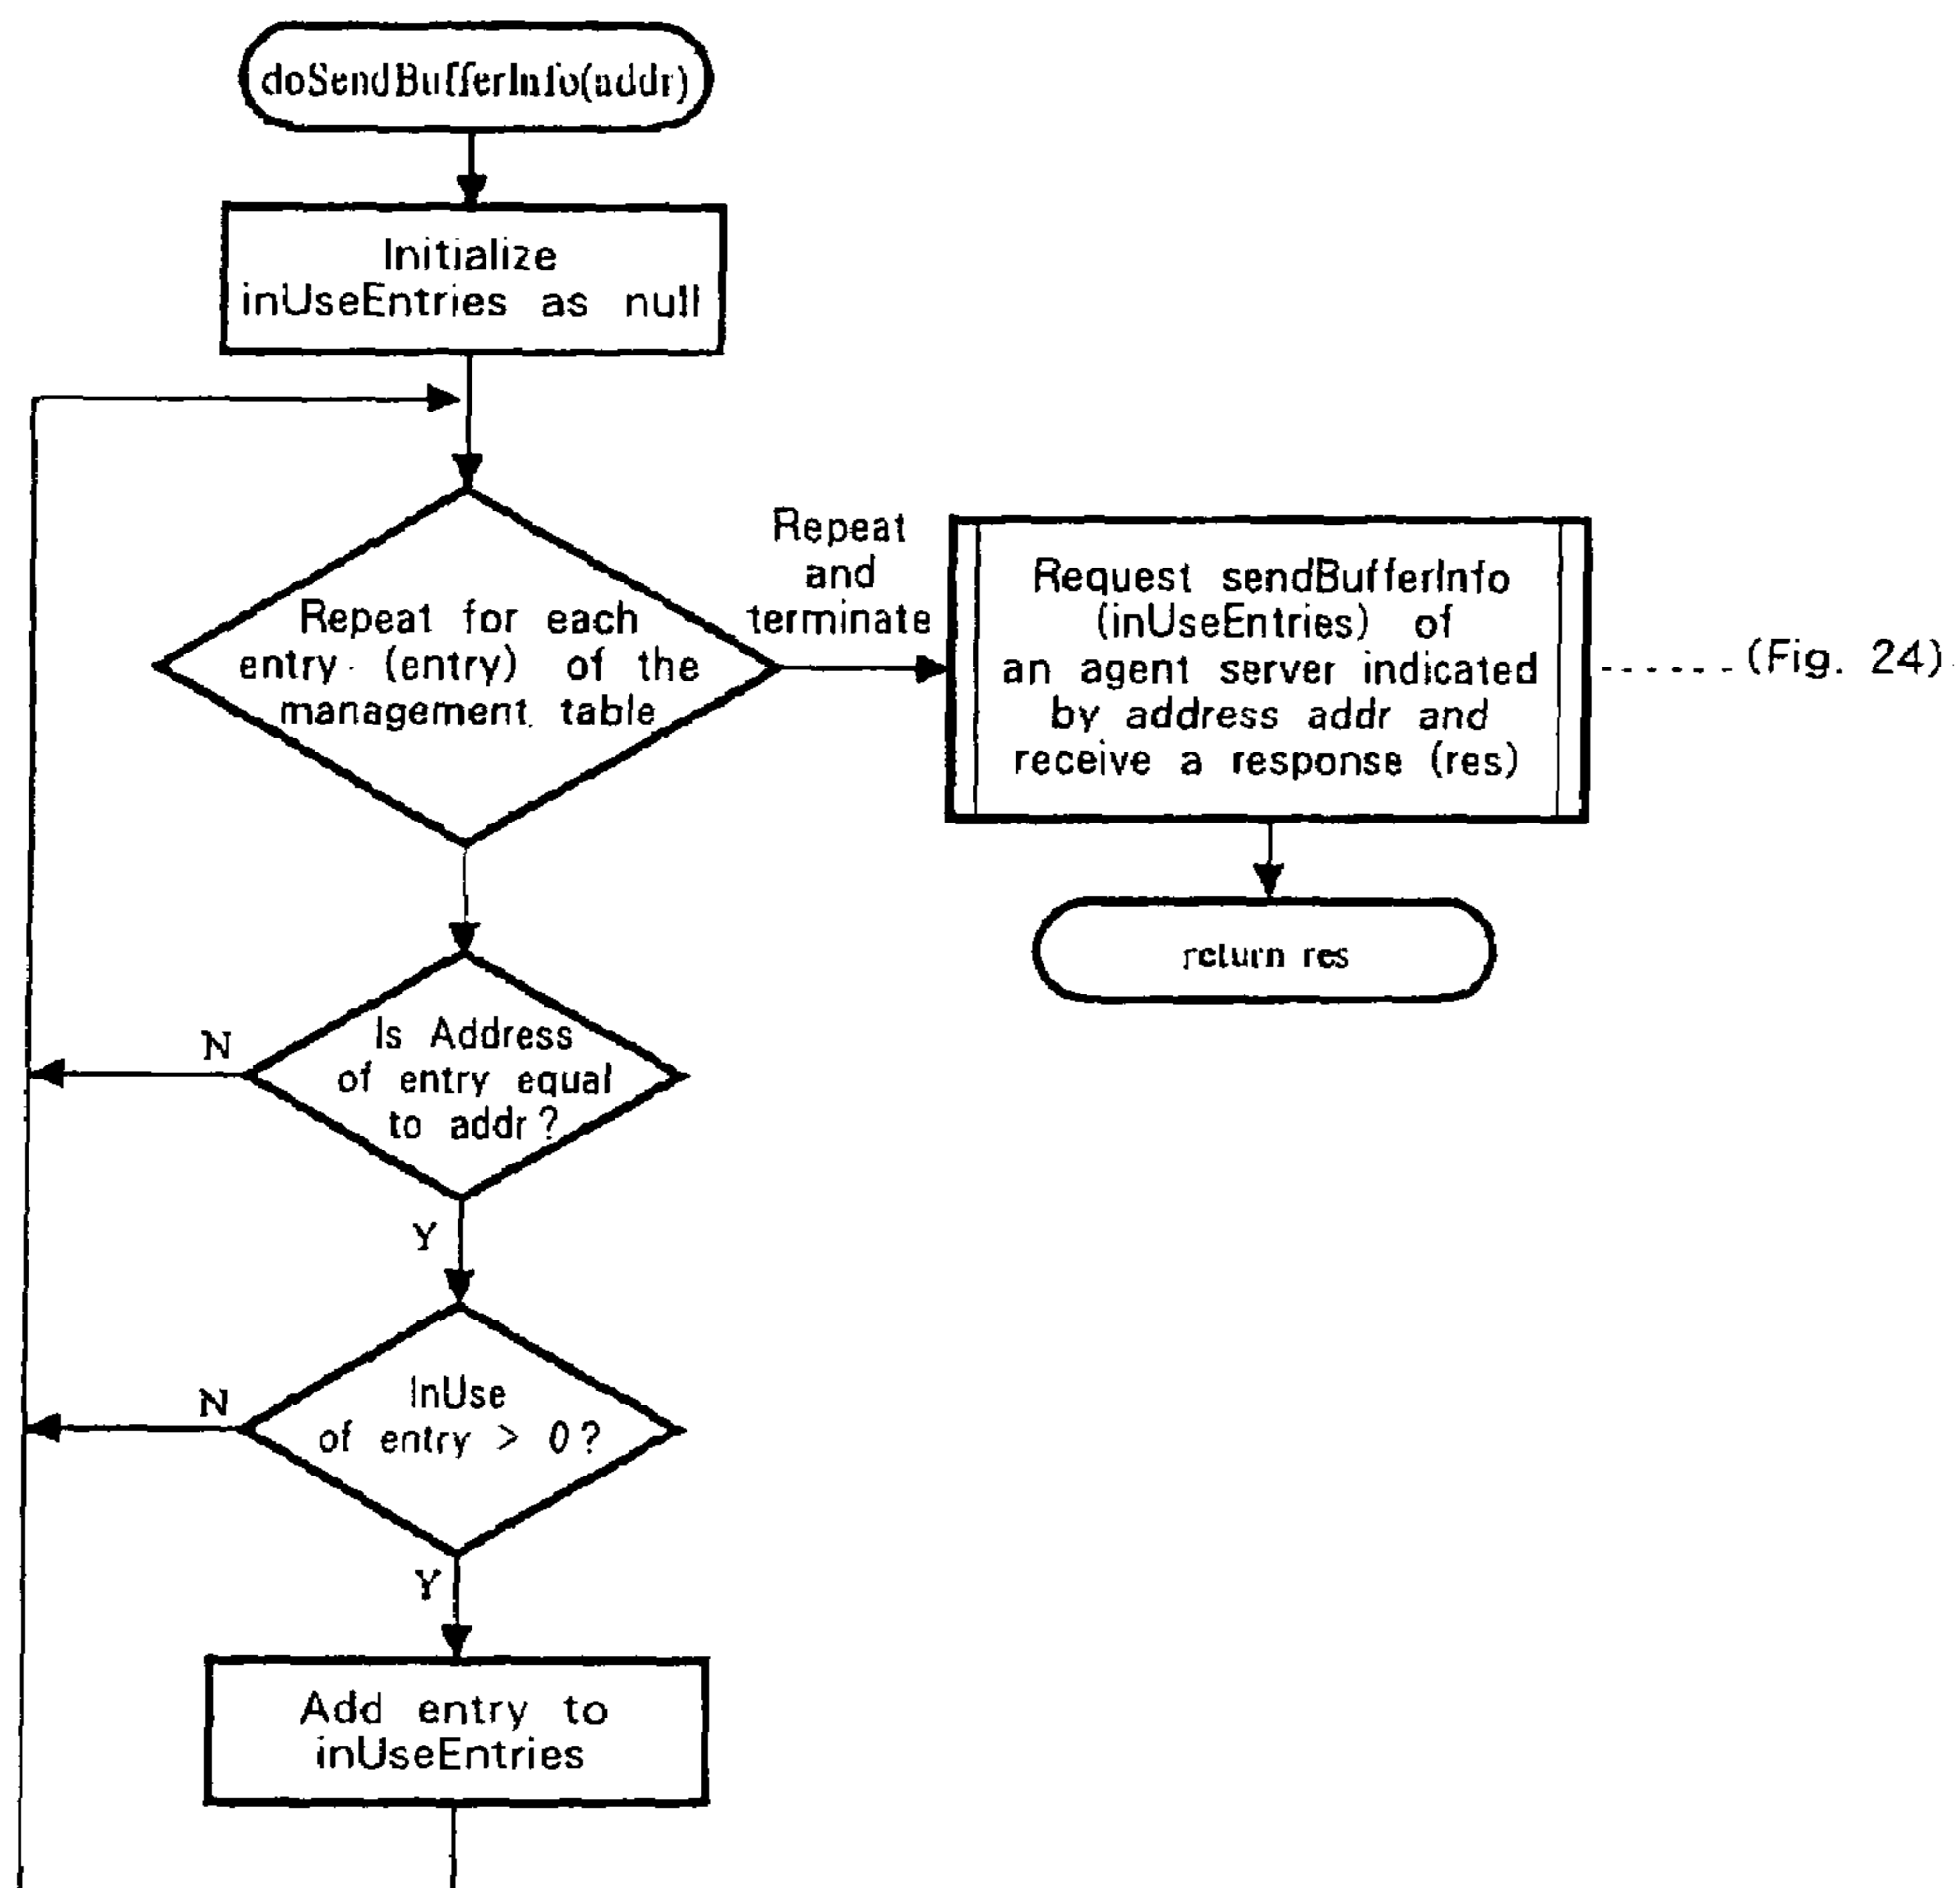 doSendBufferInfo(addr)
Initialize
inUseEntries as null
Repeat for each
entry (entry) of the
management table
Repeat
and
terminate
Request sendBufferInfo
(inUseEntries) of
an agent server indicated
by address addr and
receive a response (res)
(Fig. 24)
return res
Is Address
of entry equal
to addr?
N
Y
InUse
of entry > 0?
N
Y
Add entry to
inUseEntries